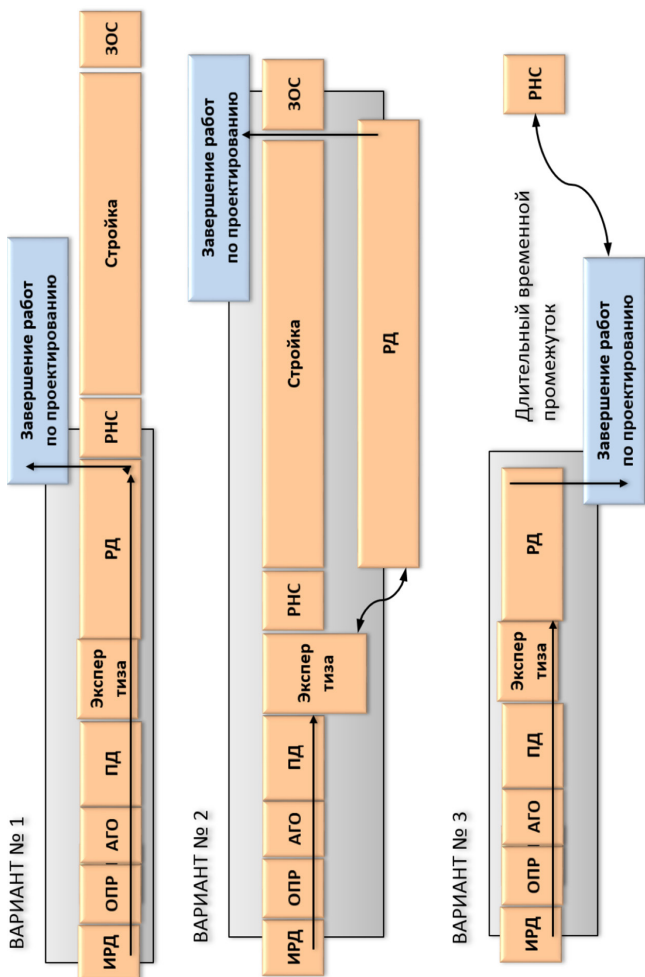 ВАРИАНТ № 1
ИРД
ОПР
АГО
ПД
Экспер
тиза
РД
РНС
Стройка
ЗОС
Завершение работ
по проектированию
ВАРИАНТ № 2
ИРД
ОПР
АГО
ПД
Экспер
тиза
РНС
Стройка
ЗОС
РД
Завершение работ
по проектированию
ВАРИАНТ № 3
ИРД
ОПР
АГО
ПД
Экспер
тиза
РД
Завершение работ
по проектированию
Длительный временной
промежуток
РНС